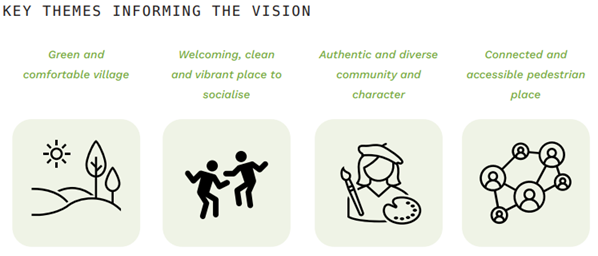 KEY THEMES INFORMING THE VISION
Green and
comfortable village
Welcoming, clean
and vibrant place to
socialise
Authentic and diverse
community and
character
Connected and
accessible pedestrian
place